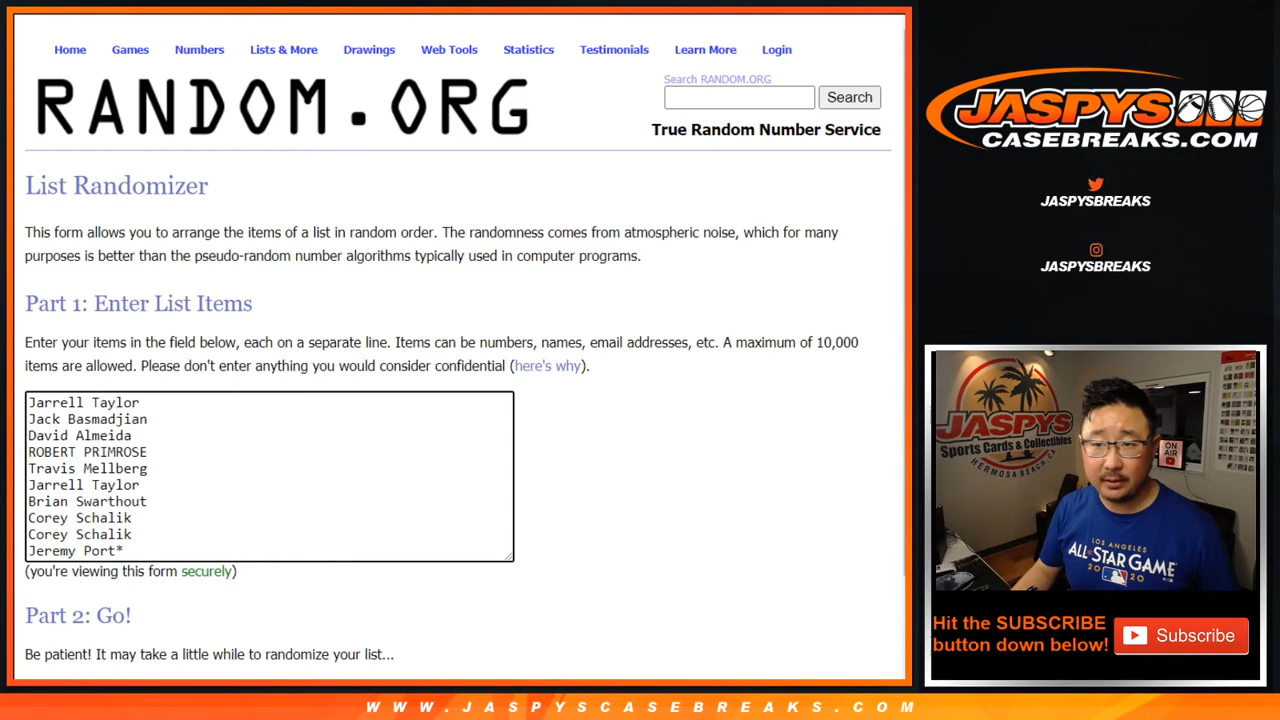 Home Games Numbers Lists & More Drawings Web Tools Statistics Testimonials Learn More Login
RANDOM.ORG
Search RANDOM.ORG
Search
True Random Number Service
List Randomizer
This form allows you to arrange the items of a list in random order. The randomness comes from atmospheric noise, which for many
purposes is better than the pseudo-random number algorithms typically used in computer programs.
Part 1: Enter List Items
Enter your items in the field below, each on a separate line. Items can be numbers, names, email addresses, etc. A maximum of 10,000
items are allowed. Please don't enter anything you would consider confidential (here's why).
Jarrell Taylor
Jack Basmadjian
David Almeida
ROBERT PRIMROSE
Travis Mellberg
Jarrell Taylor
Brian Swarthout
Corey Schalik
Corey Schalik
Jeremy Port*
(you're viewing this form securely)
Part 2: Go!
Be patient! It may take a little while to randomize your list...
JASPYS
CASEBREAKS.COM
JASPYSBREAKS
JASPYSBREAKS
JASPYS
Sports Cards & Collectibles
HERMOSA BEACH, CA
ON
AIR
LOS ANGELES
ALL★STAR GAME
2020
Hit the SUBSCRIBE
button down below!
Subscribe
WWW.JASPYSCASEBREAKS.COM